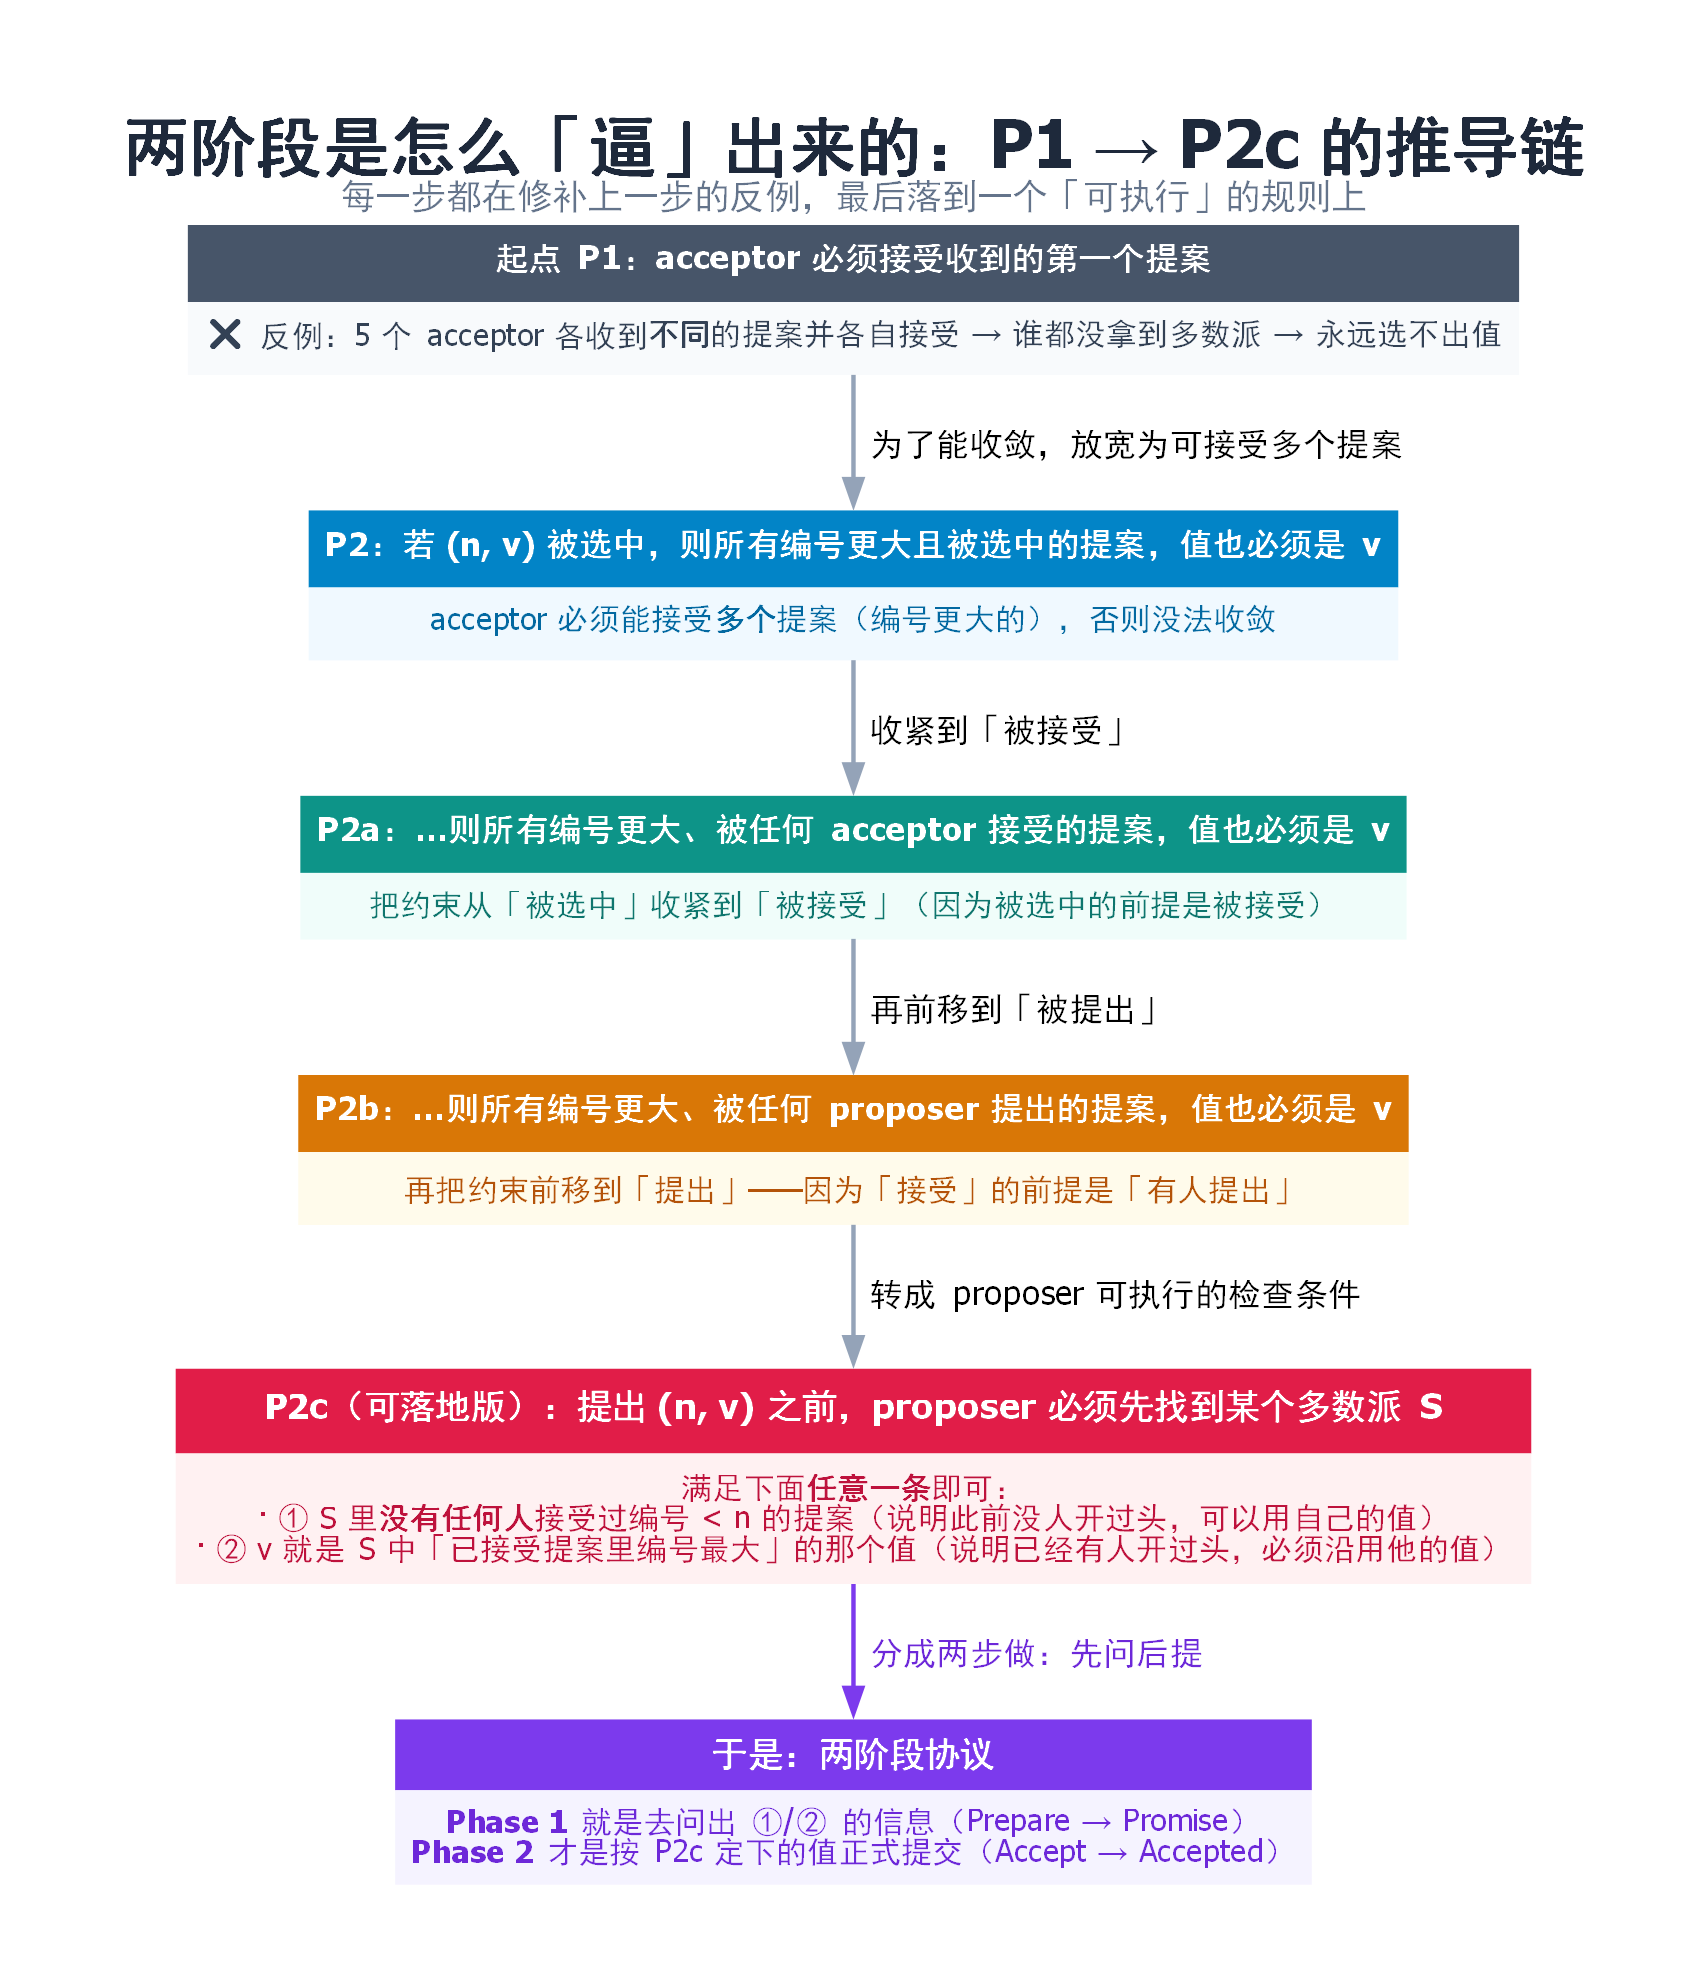 两阶段是怎么「逼」出来的：P1 → P2c 的推导链
每一步都在修补上一步的反例，最后落到一个「可执行」的规则上
起点 P1：acceptor 必须接受收到的第一个提案
✕ 反例：5 个 acceptor 各收到不同的提案并各自接受 → 谁都没拿到多数派 → 永远选不出值
为了能收敛，放宽为可接受多个提案
P2：若 (n, v) 被选中，则所有编号更大且被选中的提案，值也必须是 v
acceptor 必须能接受多个提案（编号更大的），否则没法收敛
收紧到「被接受」
P2a：…则所有编号更大、被任何 acceptor 接受的提案，值也必须是 v
把约束从「被选中」收紧到「被接受」（因为被选中的前提是被接受）
再前移到「被提出」
P2b：…则所有编号更大、被任何 proposer 提出的提案，值也必须是 v
再把约束前移到「提出」——因为「接受」的前提是「有人提出」
转成 proposer 可执行的检查条件
P2c（可落地版）：提出 (n, v) 之前，proposer 必须先找到某个多数派 S
满足下面任意一条即可：
· ① S 里没有任何人接受过编号 < n 的提案（说明此前没人开过头，可以用自己的值）
· ② v 就是 S 中「已接受提案里编号最大」的那个值（说明已经有人开过头，必须沿用他的值）
分成两步做：先问后提
于是：两阶段协议
Phase 1 就是去问出 ①/② 的信息（Prepare → Promise）
Phase 2 才是按 P2c 定下的值正式提交（Accept → Accepted）